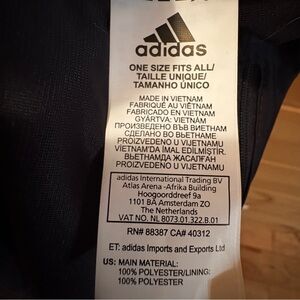 adidas
ONE SIZE FITS ALL/
TAILLE UNIQUE/
TAMANHO ÚNICO
MADE IN VIETNAM
FABRIQUÉ AU VIÊTNAM
FABRICADO EN VIETNAM
GYÁRTVA: VIETNAM
ПРОИЗВЕДЕНО ВЪВ ВИЕТНАМ
СДЕЛАНО ВО ВЬЕТНАМЕ
PROIZVEDENO U VIJETNAMU
VIETNAM'DA İMAL EDİLMİŞTİR.
ВЬЕТНАМДА ЖАСАЛҒАН
PROIZVEDENO U VIJETNAMU
adidas International Trading BV
Atlas Arena -Afrika Building
Hoogoorddreef 9a
1101 BA Amsterdam ZO
The Netherlands
VAT NO. NL 8073.01.322.B.01
RN# 88387 CA# 40312
ET: adidas Imports and Exports Ltd
US: MAIN MATERIAL:
100% POLYESTER/LINING:
100% POLYESTER